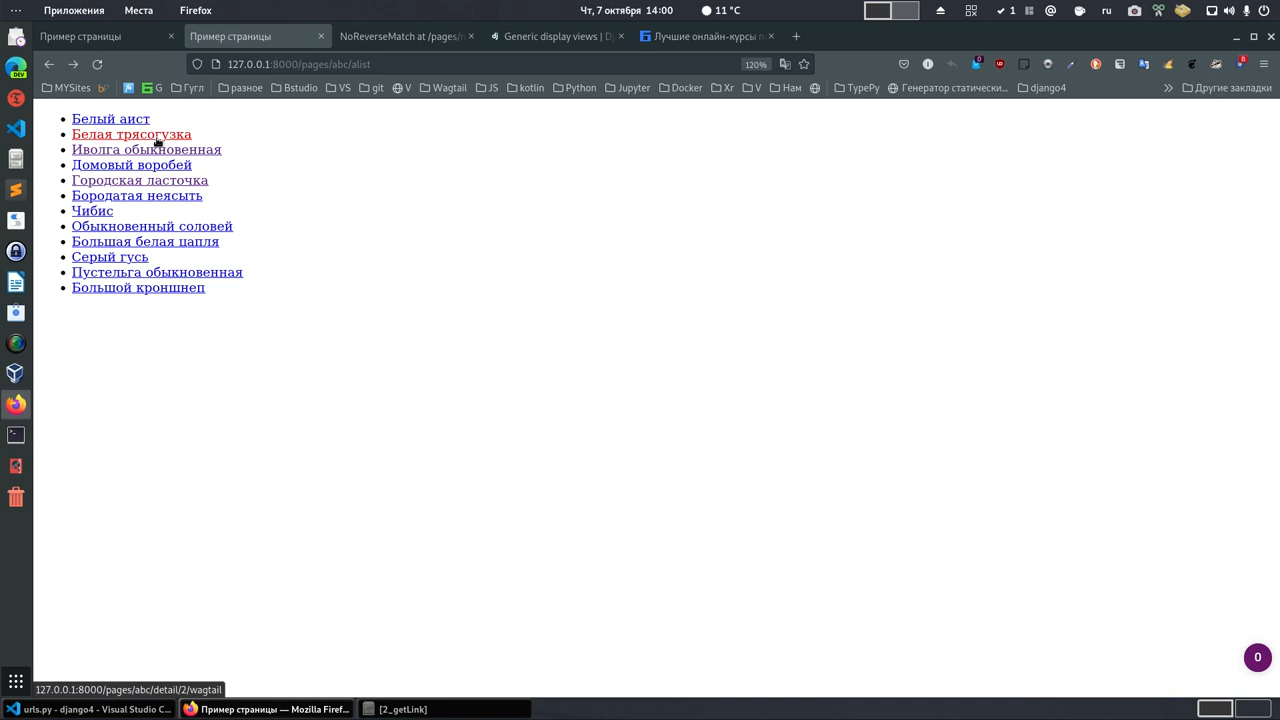 Приложения Места Firefox Чт, 7 октября 14:00 11 °C 1 ru
Пример страницы Пример страницы NoReverseMatch at /pages/ Generic display views | D Лучшие онлайн-курсы п
127.0.0.1:8000/pages/abc/alist 120% 0 8
MYSites G Гугл разное Bstudio VS git V Wagtail JS kotlin Python Jupyter Docker Xr V Нам TypePy Генератор статически... django4 Другие закладки
DEV
Белый аист
Белая трясогузка
Иволга обыкновенная
Домовый воробей
Городская ласточка
Бородатая неясыть
Чибис
Обыкновенный соловей
Большая белая цапля
Серый гусь
Пустельга обыкновенная
Большой кроншнеп
0
127.0.0.1:8000/pages/abc/detail/2/wagtail
urls.py - django4 - Visual Studio C... Пример страницы — Mozilla Firef... [2_getLink]